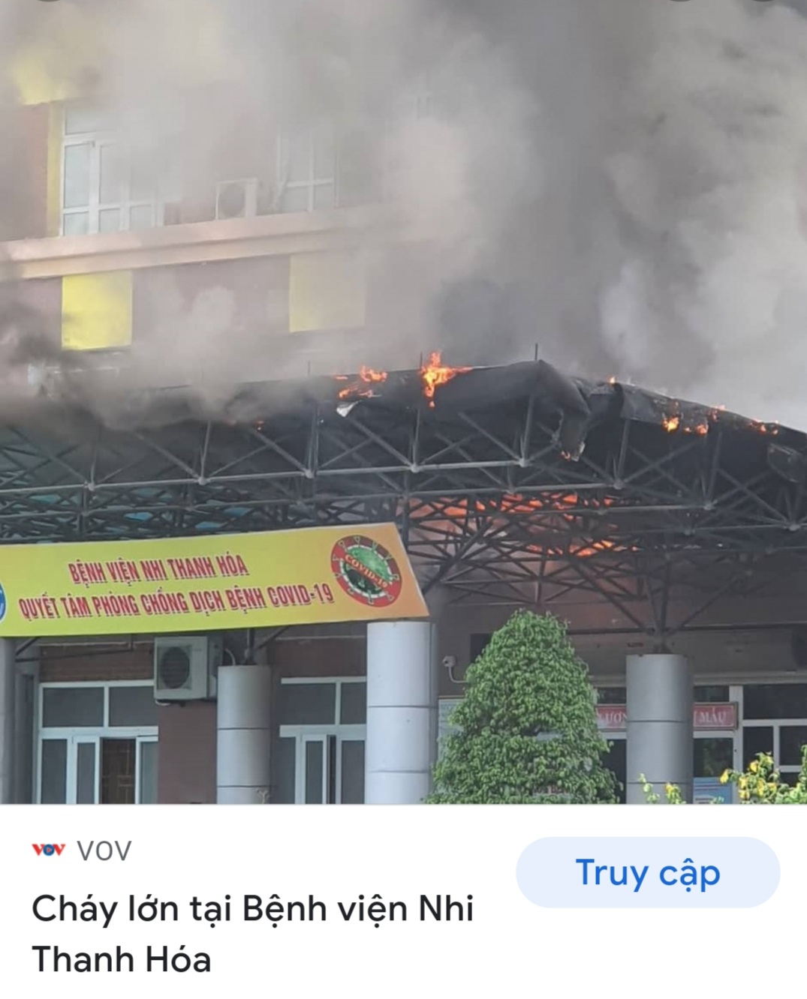 BỆNH VIỆN NHI THANH HÓA
QUYẾT TÂM PHÒNG CHỐNG DỊCH BỆNH COVID-19
COVID-19
MÁU
VOV VOV
Truy cập
Cháy lớn tại Bệnh viện Nhi
Thanh Hóa